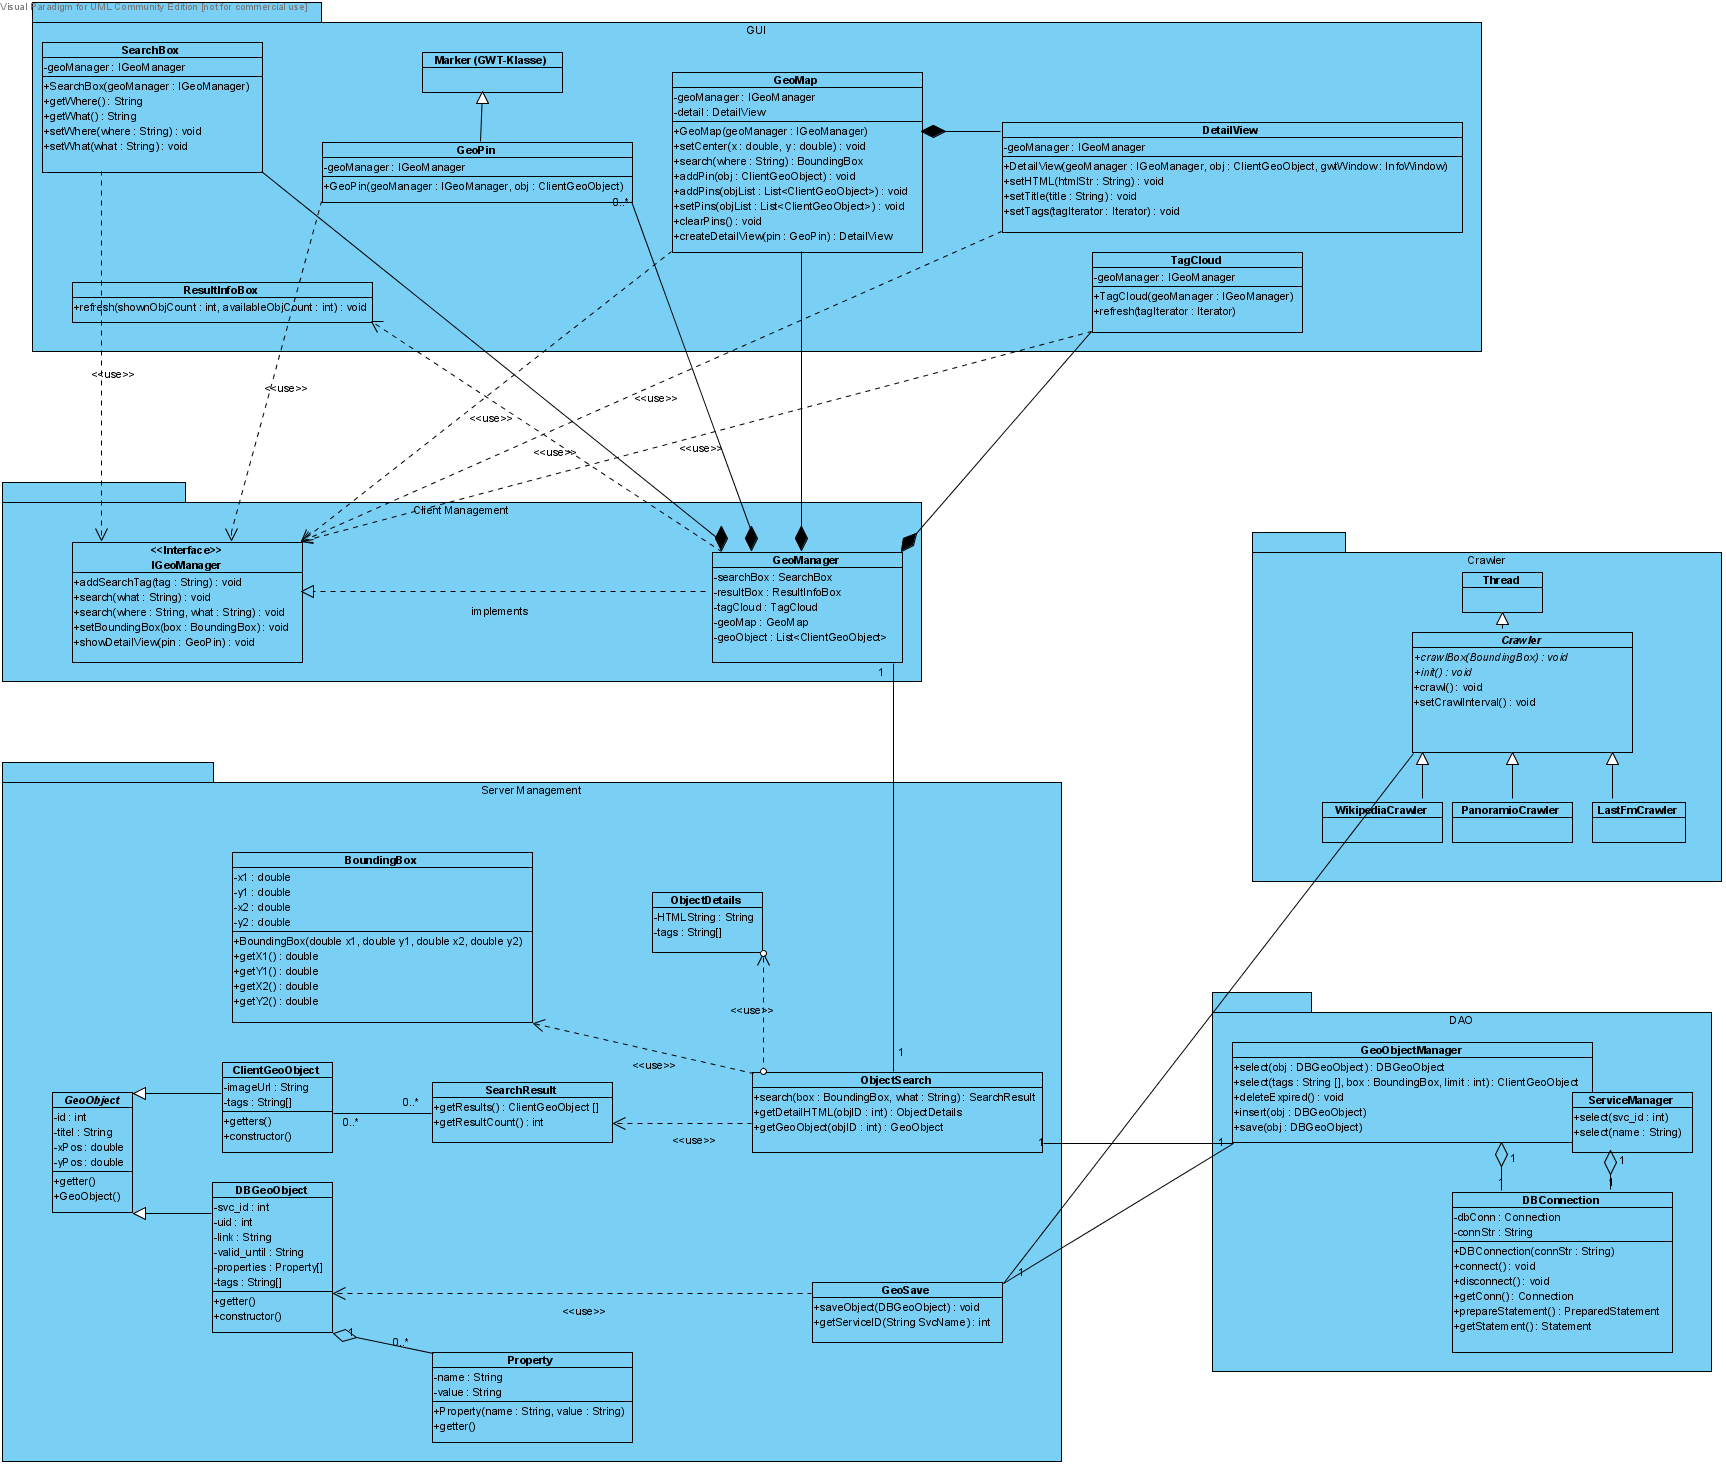 Visual Paradigm for UML Community Edition [not for commercial use]
GUI
SearchBox
-geoManager : IGeoManager
+SearchBox(geoManager : IGeoManager)
+getWhere() : String
+getWhat() : String
+setWhere(where : String) : void
+setWhat(what : String) : void
Marker (GWT-Klasse)
GeoPin
-geoManager : IGeoManager
+GeoPin(geoManager : IGeoManager, obj : ClientGeoObject)
0..*
GeoMap
-geoManager : IGeoManager
-detail : DetailView
+GeoMap(geoManager : IGeoManager)
+setCenter(x : double, y : double) : void
+search(where : String) : BoundingBox
+addPin(obj : ClientGeoObject) : void
+addPins(objList : List<ClientGeoObject>) : void
+setPins(objList : List<ClientGeoObject>) : void
+clearPins() : void
+createDetailView(pin : GeoPin) : DetailView
DetailView
-geoManager : IGeoManager
+DetailView(geoManager : IGeoManager, obj : ClientGeoObject, gwtWindow : InfoWindow)
+setHTML(htmlStr : String) : void
+setTitle(title : String) : void
+setTags(tagIterator : Iterator) : void
TagCloud
-geoManager : IGeoManager
+TagCloud(geoManager : IGeoManager)
+refresh(tagIterator : Iterator)
ResultInfoBox
+refresh(shownObjCount : int, availableObjCount : int) : void
<<use>>
<<use>>
<<use>>
<<use>>
<<use>>
<<use>>
Client Management
<<Interface>>
IGeoManager
+addSearchTag(tag : String) : void
+search(what : String) : void
+search(where : String, what : String) : void
+setBoundingBox(box : BoundingBox) : void
+showDetailView(pin : GeoPin) : void
implements
GeoManager
-searchBox : SearchBox
-resultBox : ResultInfoBox
-tagCloud : TagCloud
-geoMap : GeoMap
-geoObject : List<ClientGeoObject>
1
Crawler
Thread
Crawler
+crawlBox(BoundingBox) : void
+init() : void
+crawl() : void
+setCrawlInterval() : void
WikipediaCrawler
PanoramioCrawler
LastFmCrawler
Server Management
BoundingBox
-x1 : double
-y1 : double
-x2 : double
-y2 : double
+BoundingBox(double x1, double y1, double x2, double y2)
+getX1() : double
+getY1() : double
+getX2() : double
+getY2() : double
ObjectDetails
-HTMLString : String
-tags : String[]
<<use>>
<<use>>
1
ObjectSearch
+search(box : BoundingBox, what : String) : SearchResult
+getDetailHTML(objID : int) : ObjectDetails
+getGeoObject(objID : int) : GeoObject
1
1
<<use>>
SearchResult
+getResults() : ClientGeoObject []
+getResultCount() : int
0..*
0..*
ClientGeoObject
-imageUrl : String
-tags : String[]
+getters()
+constructor()
GeoObject
-id : int
-titel : String
-xPos : double
-yPos : double
+getter()
+GeoObject()
DBGeoObject
-svc_id : int
-uid : int
-link : String
-valid_until : String
-properties : Property[]
-tags : String[]
+getter()
+constructor()
1
0..*
<<use>>
Property
-name : String
-value : String
+Property(name : String, value : String)
+getter()
GeoSave
+saveObject(DBGeoObject) : void
+getServiceID(String SvcName) : int
1
DAO
GeoObjectManager
+select(obj : DBGeoObject) : DBGeoObject
+select(tags : String [], box : BoundingBox, limit : int) : ClientGeoObject
+deleteExpired() : void
+insert(obj : DBGeoObject)
+save(obj : DBGeoObject)
ServiceManager
+select(svc_id : int)
+select(name : String)
1
1
1
1
DBConnection
-dbConn : Connection
-connStr : String
+DBConnection(connStr : String)
+connect() : void
+disconnect() : void
+getConn() : Connection
+prepareStatement() : PreparedStatement
+getStatement() : Statement